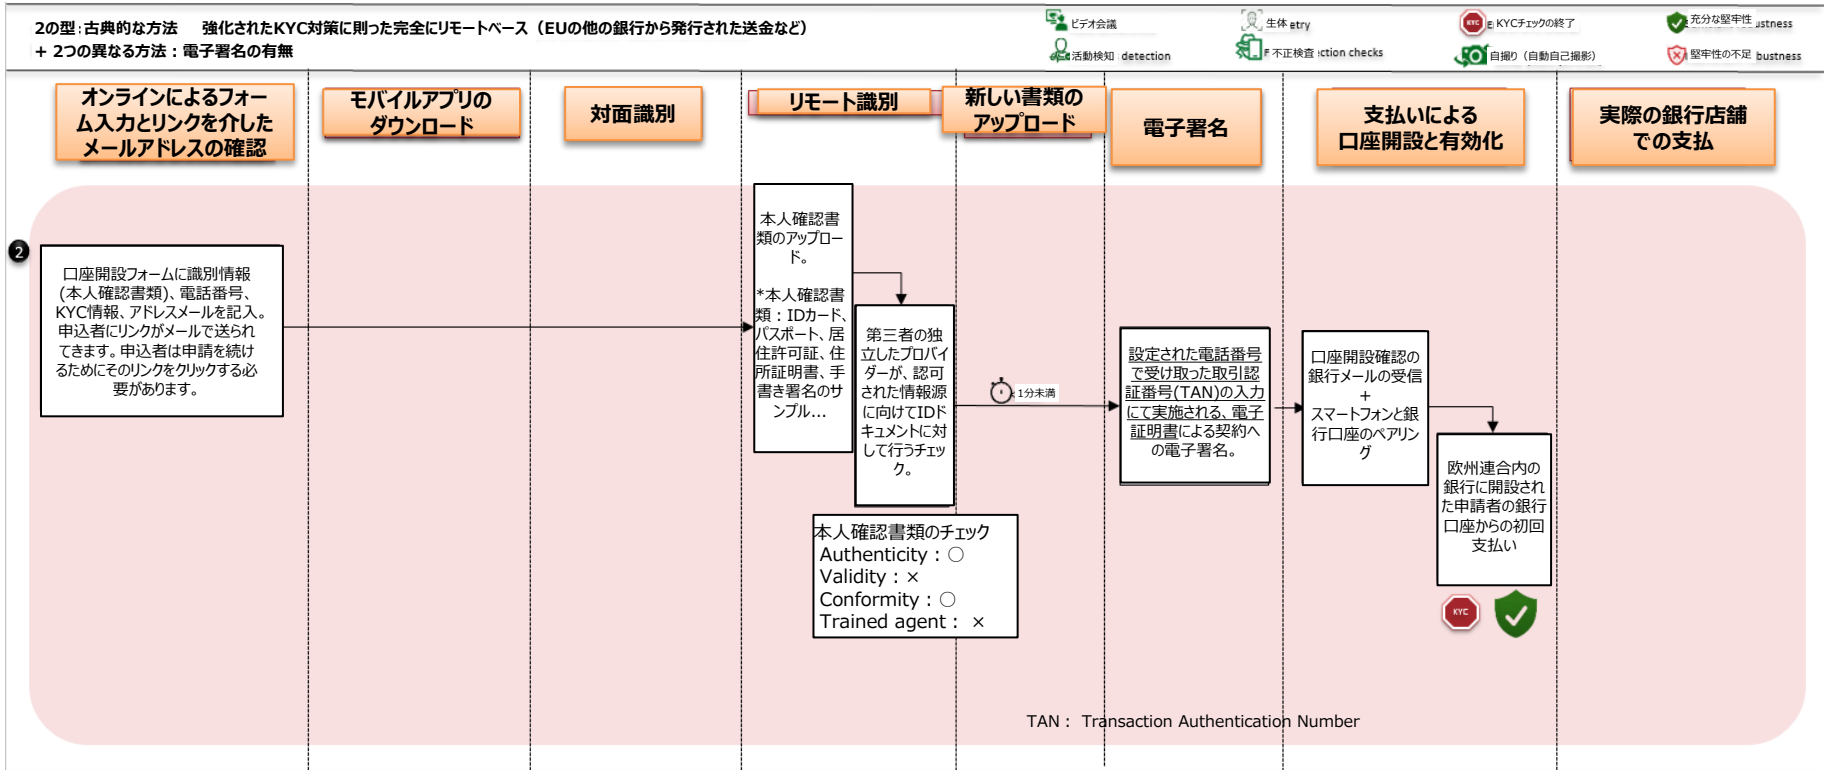 2の型：古典的な方法　強化されたKYC対策に則った完全にリモートベース（EUの他の銀行から発行された送金など）
+ 2つの異なる方法：電子署名の有無
ビデオ会議
生体 etry
KYCチェックの終了
充分な堅牢性 ustness
活動検知 detection
不正検査 ction checks
自撮り（自動自己撮影）
堅牢性の不足 bustness
オンラインによるフォー
ム入力とリンクを介した
メールアドレスの確認
モバイルアプリの
ダウンロード
対面識別
リモート識別
新しい書類の
アップロード
電子署名
支払いによる
口座開設と有効化
実際の銀行店舗
での支払
2
口座開設フォームに識別情報
(本人確認書類)、電話番号、
KYC情報、アドレスメールを記入。
申込者にリンクがメールで送られ
てきます。申込者は申請を続け
るためにそのリンクをクリックする必
要があります。
本人確認書
類のアップロー
ド。
*本人確認書
類：IDカード、
パスポート、居
住許可証、住
所証明書、手
書き署名のサ
ンプル…
第三者の独
立したプロバイ
ダーが、認可
された情報源
に向けてIDド
キュメントに対
して行うチェッ
ク。
1分未満
設定された電話番号
で受け取った取引認
証番号(TAN)の入力
にて実施される、電子
証明書による契約へ
の電子署名。
口座開設確認の
銀行メールの受信
+
スマートフォンと銀
行口座のペアリン
グ
欧州連合内の
銀行に開設され
た申請者の銀行
口座からの初回
支払い
KYC
本人確認書類のチェック
Authenticity：○
Validity：×
Conformity：○
Trained agent： ×
TAN： Transaction Authentication Number